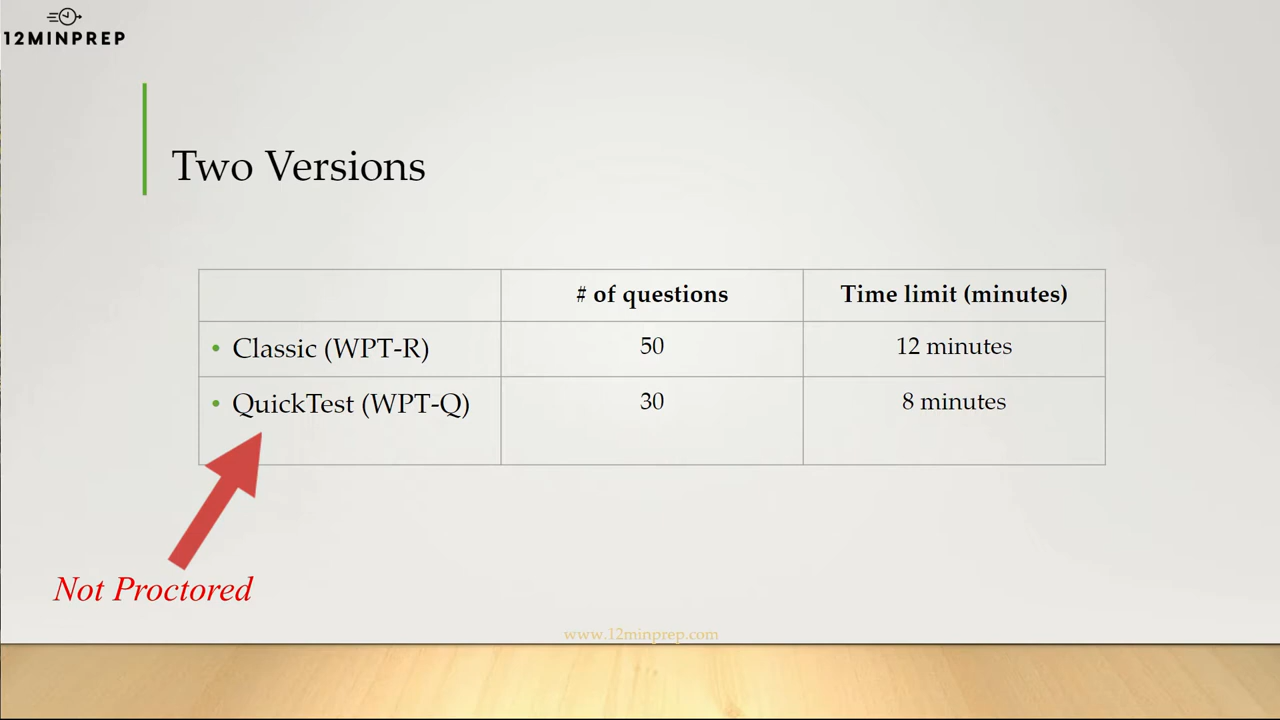 12MINPREP
Two Versions
# of questions Time limit (minutes)
• Classic (WPT-R) 50 12 minutes
• QuickTest (WPT-Q) 30 8 minutes
Not Proctored
www.12minprep.com